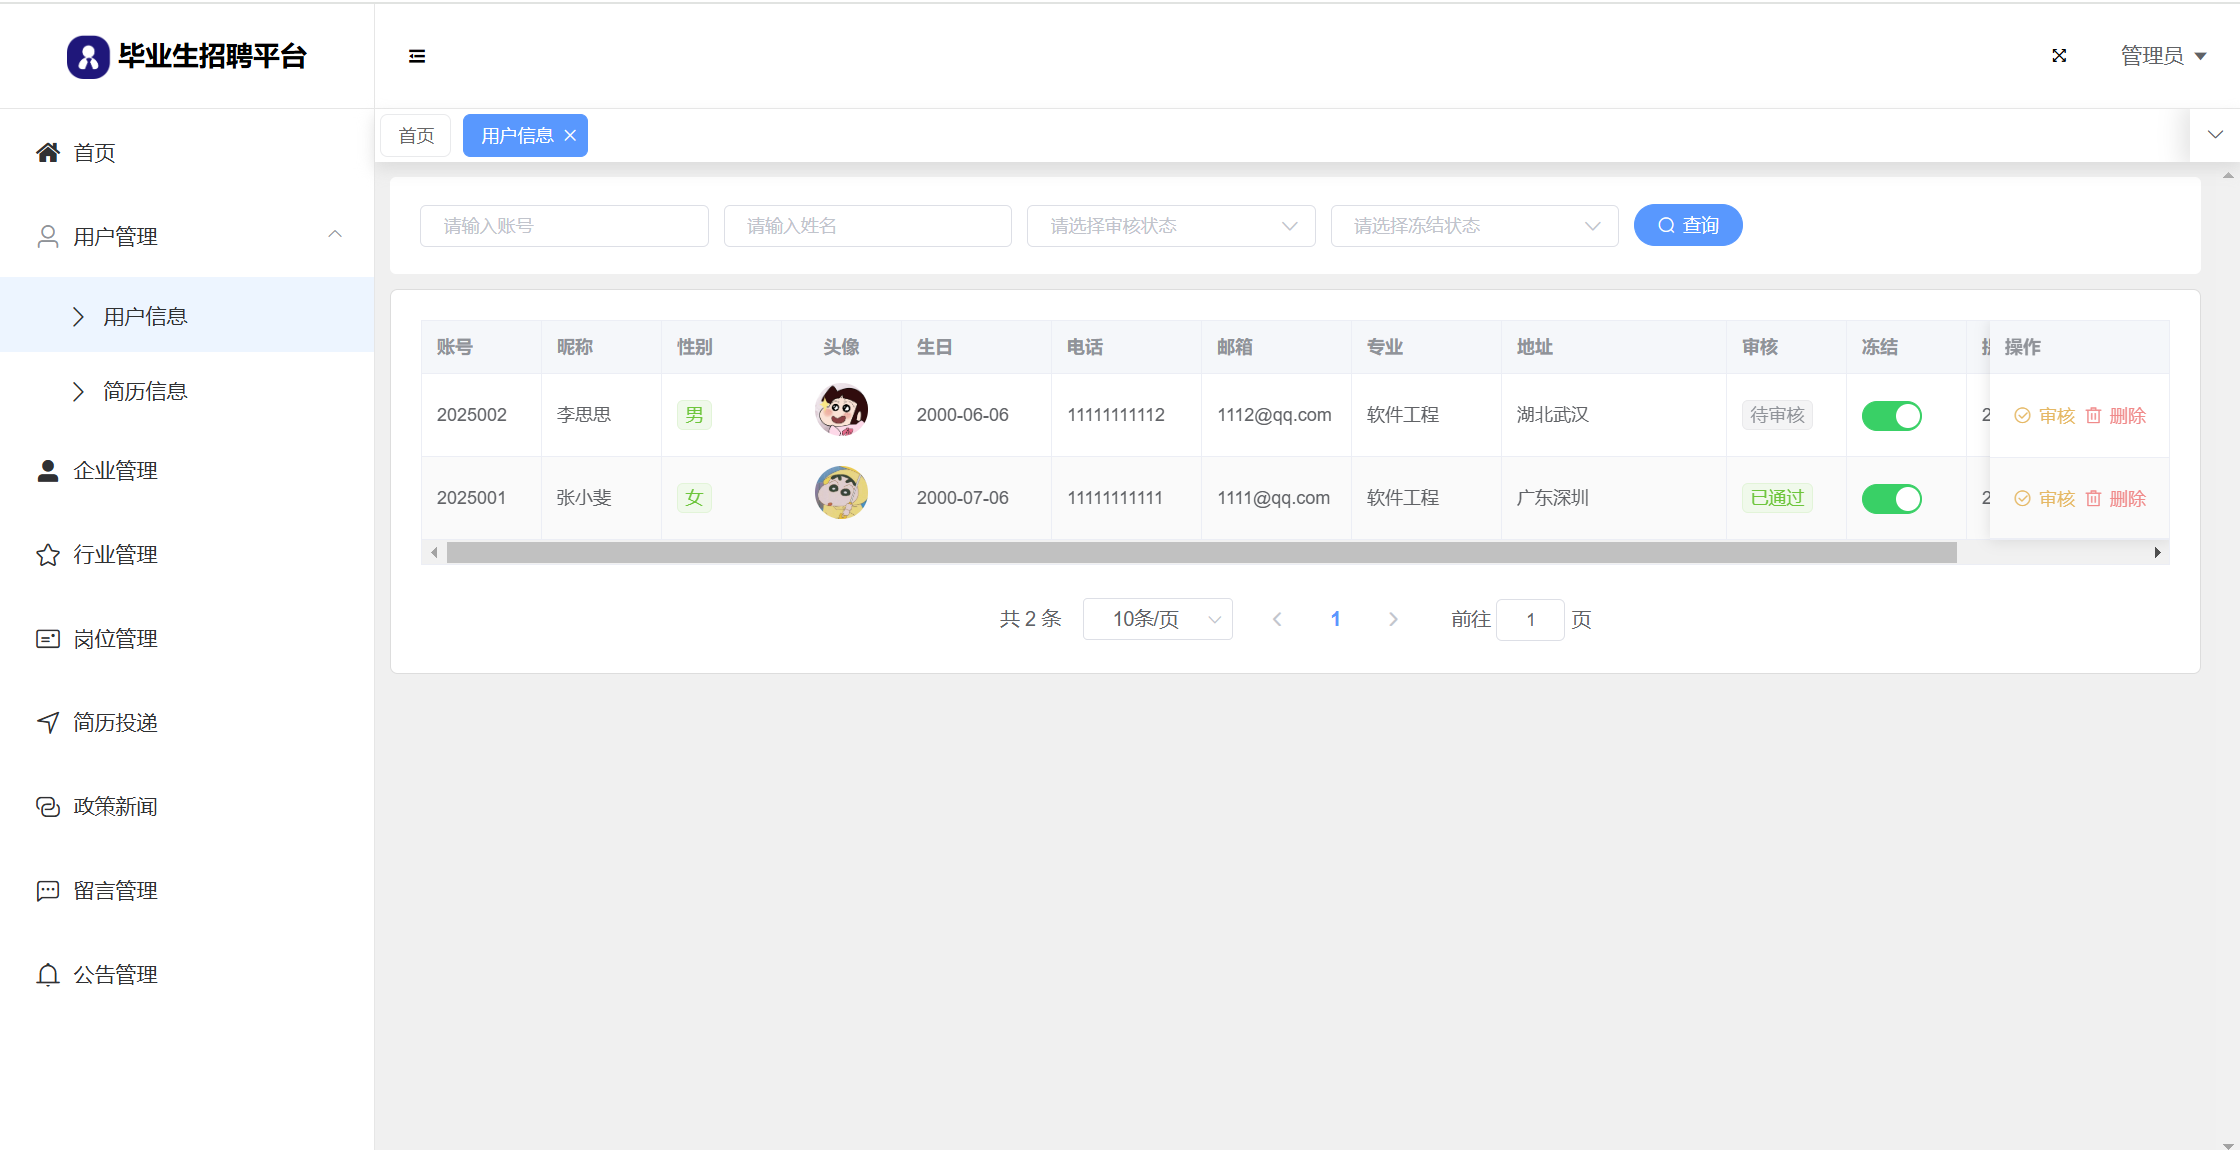 毕业生招聘平台
管理员
首页
用户管理
用户信息
简历信息
企业管理
行业管理
岗位管理
简历投递
政策新闻
留言管理
公告管理
首页 用户信息
请输入账号 请输入姓名 请选择审核状态 请选择冻结状态 查询
账号 昵称 性别 头像 生日 电话 邮箱 专业 地址 审核 冻结 操作
2025002 李思思 男 2000-06-06 11111111112 1112@qq.com 软件工程 湖北武汉 待审核 2 审核 删除
2025001 张小斐 女 2000-07-06 11111111111 1111@qq.com 软件工程 广东深圳 已通过 2 审核 删除
共 2 条 10条/页 1 前往 1 页